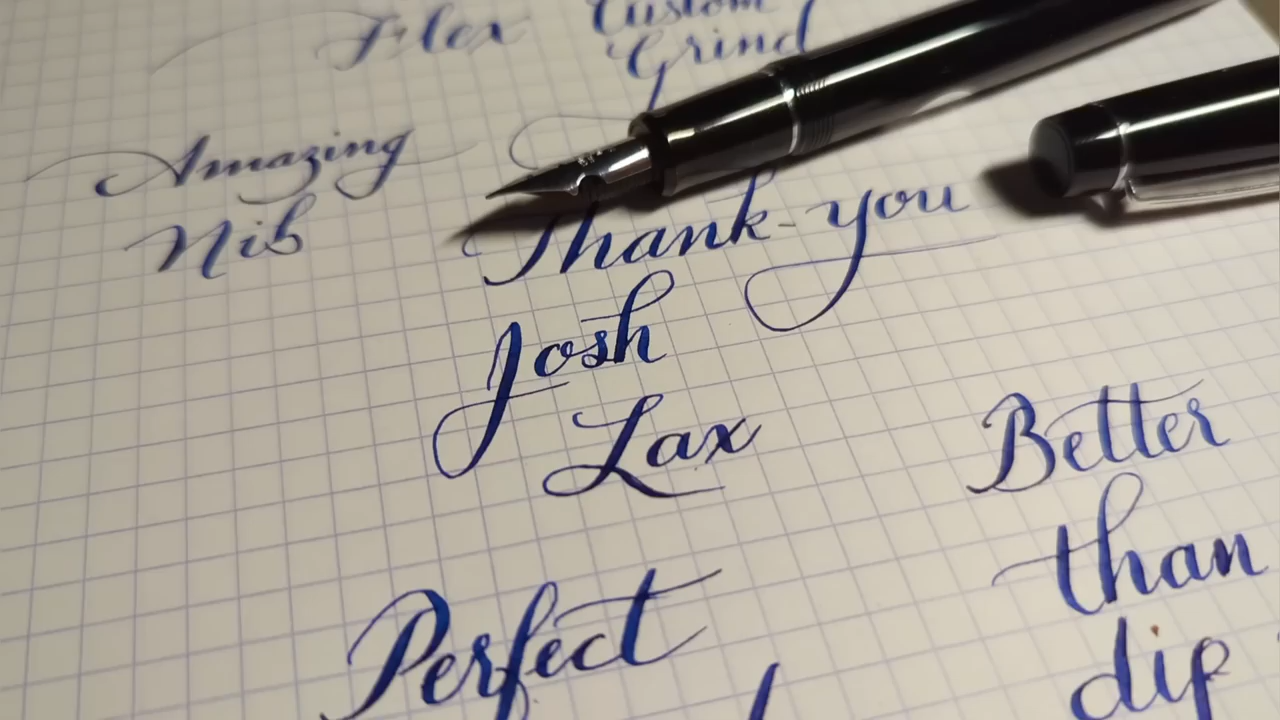 Flex
Custom
Grind
Amazing
Nib
Thank-you
Josh
Lax
Better
than
dip
Perfect